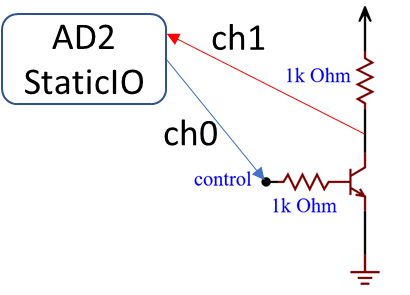 AD2
StaticIO
ch1
1k Ohm
ch0
control
1k Ohm